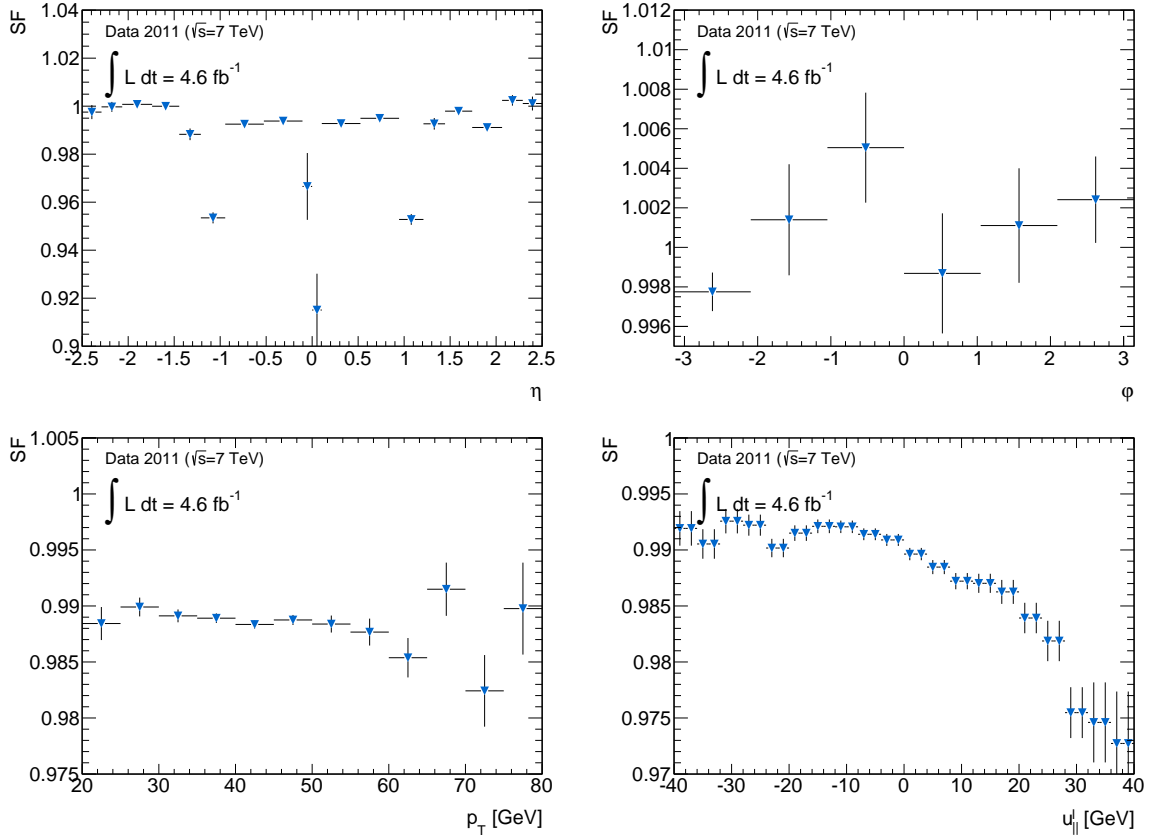 SF
1.04
1.02
1
0.98
0.96
0.94
0.92
0.9
Data 2011 (√s=7 TeV)
∫ L dt = 4.6 fb⁻¹
-2.5 -2 -1.5 -1 -0.5 0 0.5 1 1.5 2 2.5
η
SF
1.012
1.01
1.008
1.006
1.004
1.002
1
0.998
0.996
Data 2011 (√s=7 TeV)
∫ L dt = 4.6 fb⁻¹
-3 -2 -1 0 1 2 3
φ
SF
1.005
1
0.995
0.99
0.985
0.98
0.975
Data 2011 (√s=7 TeV)
∫ L dt = 4.6 fb⁻¹
20 30 40 50 60 70 80
p_T [GeV]
SF
1
0.995
0.99
0.985
0.98
0.975
0.97
Data 2011 (√s=7 TeV)
∫ L dt = 4.6 fb⁻¹
-40 -30 -20 -10 0 10 20 30 40
u_||^l [GeV]